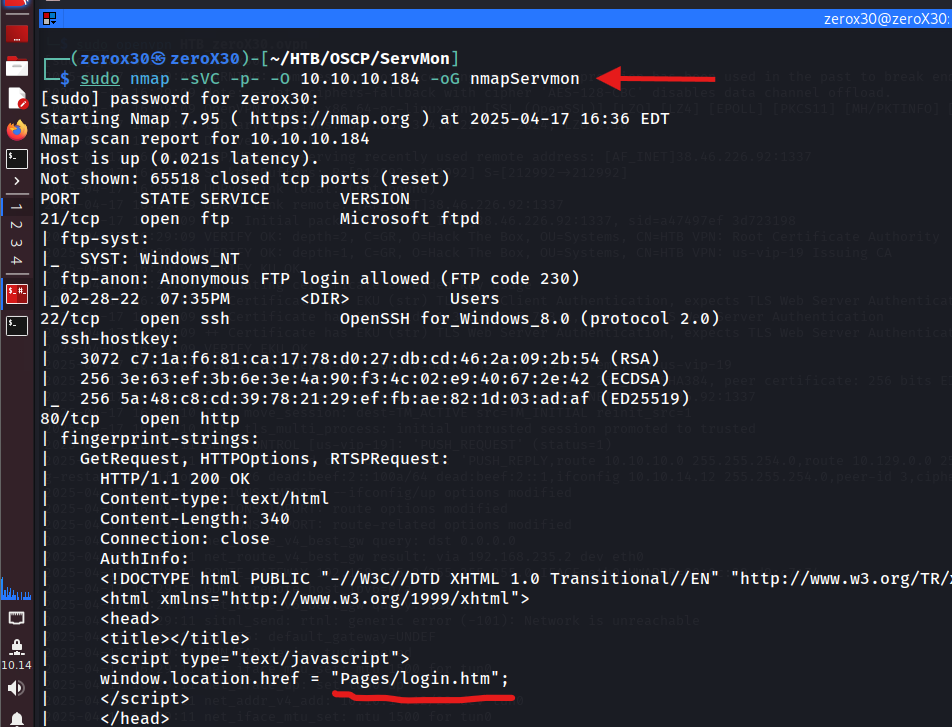 zerox30@zeroX30:
┌──(zerox30㉿zeroX30)-[~/HTB/OSCP/ServMon]
└─$ sudo nmap -sVC -p- -O 10.10.10.184 -oG nmapServmon
[sudo] password for zerox30:
Starting Nmap 7.95 ( https://nmap.org ) at 2025-04-17 16:36 EDT
Nmap scan report for 10.10.10.184
Host is up (0.021s latency).
Not shown: 65518 closed tcp ports (reset)
PORT      STATE SERVICE       VERSION
21/tcp    open  ftp           Microsoft ftpd
| ftp-syst:
|_  SYST: Windows_NT
| ftp-anon: Anonymous FTP login allowed (FTP code 230)
|_02-28-22  07:35PM       <DIR>          Users
22/tcp    open  ssh           OpenSSH for_Windows_8.0 (protocol 2.0)
| ssh-hostkey:
|   3072 c7:1a:f6:81:ca:17:78:d0:27:db:cd:46:2a:09:2b:54 (RSA)
|   256 3e:63:ef:3b:6e:3e:4a:90:f3:4c:02:e9:40:67:2e:42 (ECDSA)
|_  256 5a:48:c8:cd:39:78:21:29:ef:fb:ae:82:1d:03:ad:af (ED25519)
80/tcp    open  http
| fingerprint-strings:
|   GetRequest, HTTPOptions, RTSPRequest:
|     HTTP/1.1 200 OK
|     Content-type: text/html
|     Content-Length: 340
|     Connection: close
|     AuthInfo:
|     <!DOCTYPE html PUBLIC "-//W3C//DTD XHTML 1.0 Transitional//EN" "http://www.w3.org/TR/
|     <html xmlns="http://www.w3.org/1999/xhtml">
|     <head>
|     <title></title>
|     <script type="text/javascript">
|     window.location.href = "Pages/login.htm";
|     </script>
|     </head>
1
2
3
4
10.14